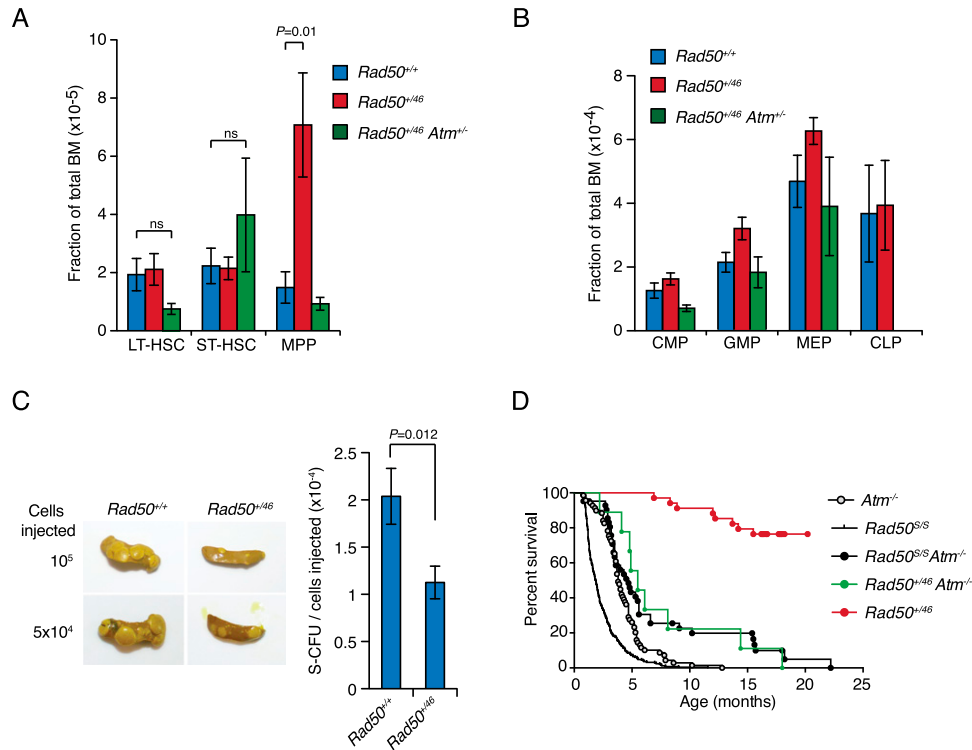 A
P=0.01
Rad50+/+
Rad50+/46
Rad50+/46 Atm+/-
ns
ns
Fraction of total BM (x10-5)
10
8
6
4
2
0
LT-HSC ST-HSC MPP
B
Rad50+/+
Rad50+/46
Rad50+/46 Atm+/-
Fraction of total BM (x10-4)
8
6
4
2
0
CMP GMP MEP CLP
C
Cells
injected
Rad50+/+ Rad50+/46
105
5x104
P=0.012
S-CFU / cells injected (x10-4)
2.5
2
1.5
1
0.5
0
Rad50+/+
Rad50+/46
D
Percent survival
100
80
60
40
20
0
0 5 10 15 20 25
Age (months)
Atm-/-
Rad50S/S
Rad50S/SAtm-/-
Rad50+/46 Atm-/-
Rad50+/46